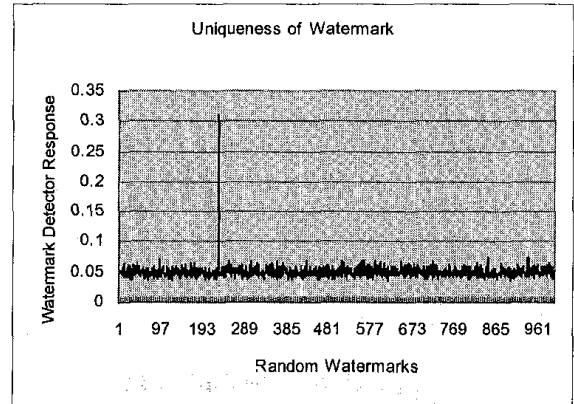 Uniqueness of Watermark
Watermark Detector Response
0.35
0.3
0.25
0.2
0.15
0.1
0.05
0
1 97 193 289 385 481 577 673 769 865 961
Random Watermarks